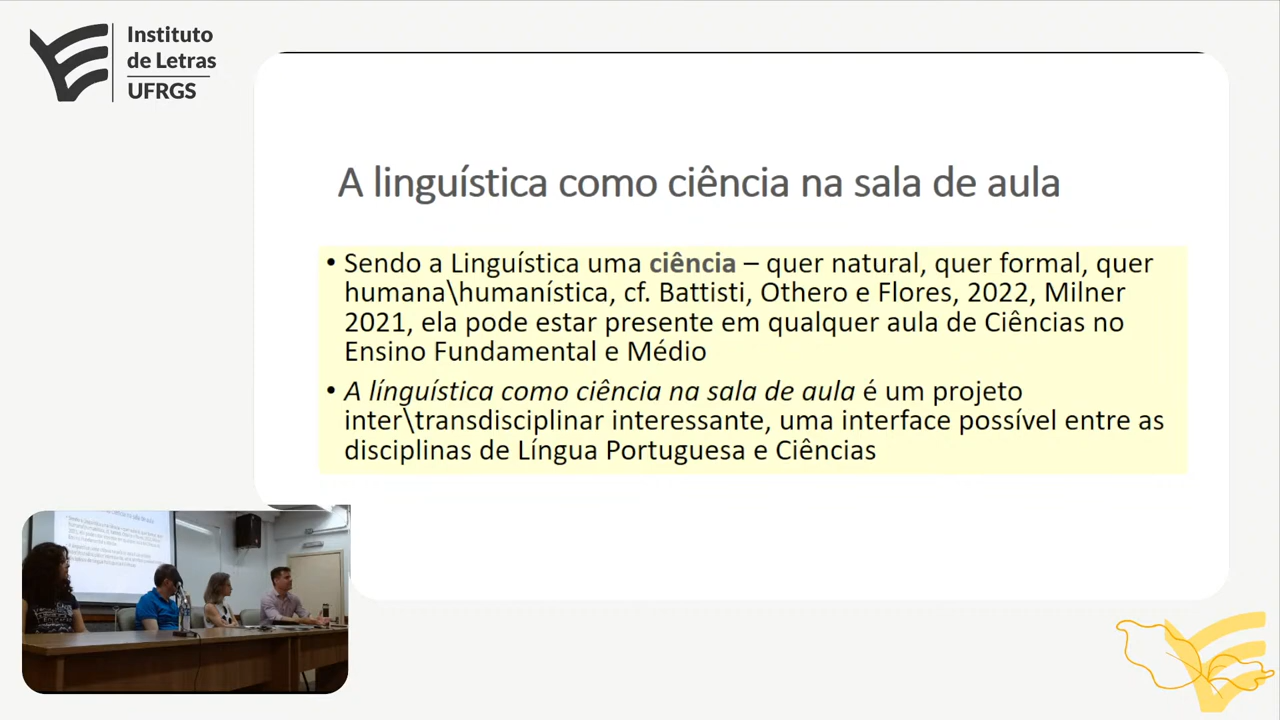 Instituto
de Letras
UFRGS
A linguística como ciência na sala de aula
• Sendo a Linguística uma ciência – quer natural, quer formal, quer
humana\humanística, cf. Battisti, Othero e Flores, 2022, Milner
2021, ela pode estar presente em qualquer aula de Ciências no
Ensino Fundamental e Médio
• A línguística como ciência na sala de aula é um projeto
inter\transdisciplinar interessante, uma interface possível entre as
disciplinas de Língua Portuguesa e Ciências